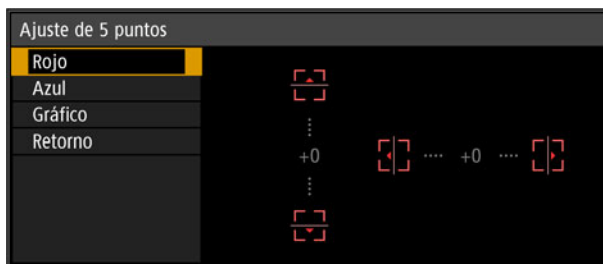 Ajuste de 5 puntos
Rojo
Azul
Gráfico
Retorno
+0
+0